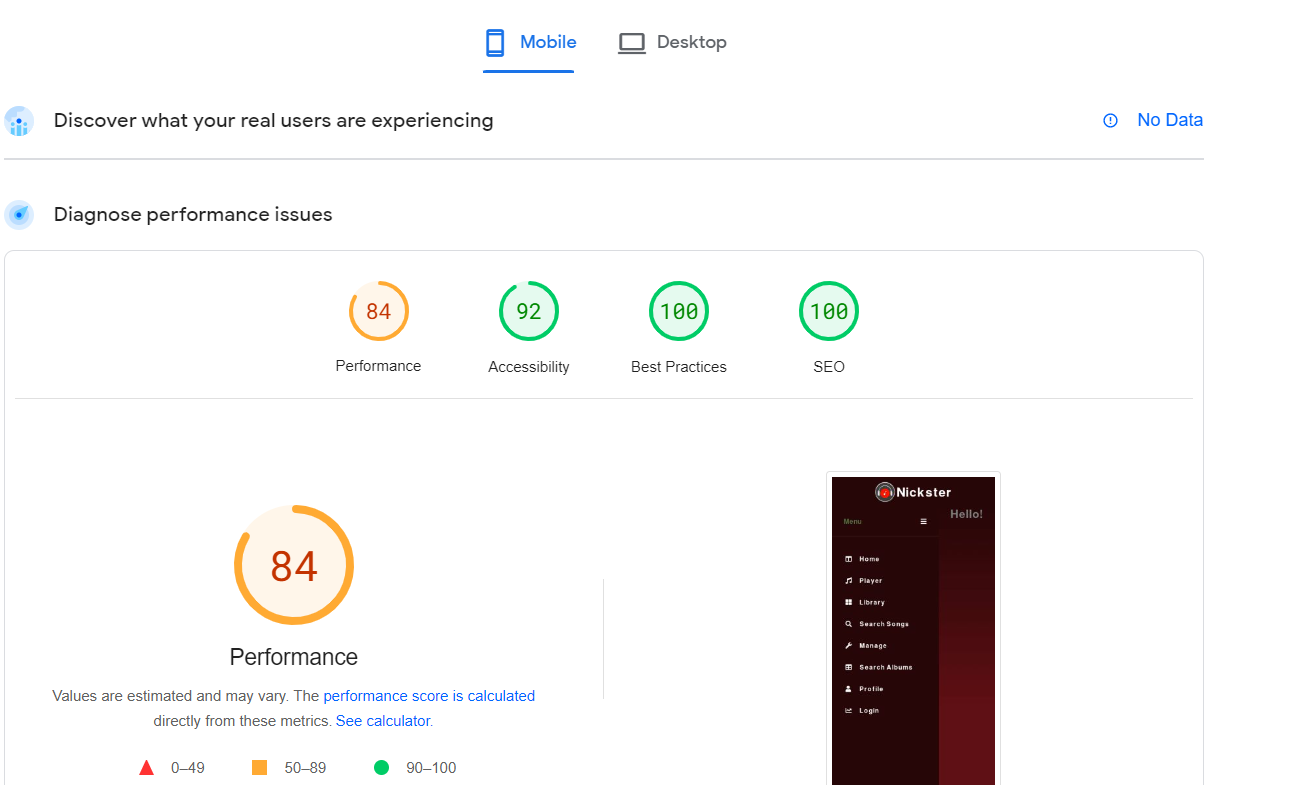 Mobile Desktop
Discover what your real users are experiencing No Data
Diagnose performance issues
84 92 100 100
Performance Accessibility Best Practices SEO
84
Performance
Values are estimated and may vary. The performance score is calculated
directly from these metrics. See calculator.
0–49 50–89 90–100
Nickster
Hello!
Menu
Home
Player
Library
Search Songs
Manage
Search Albums
Profile
Login